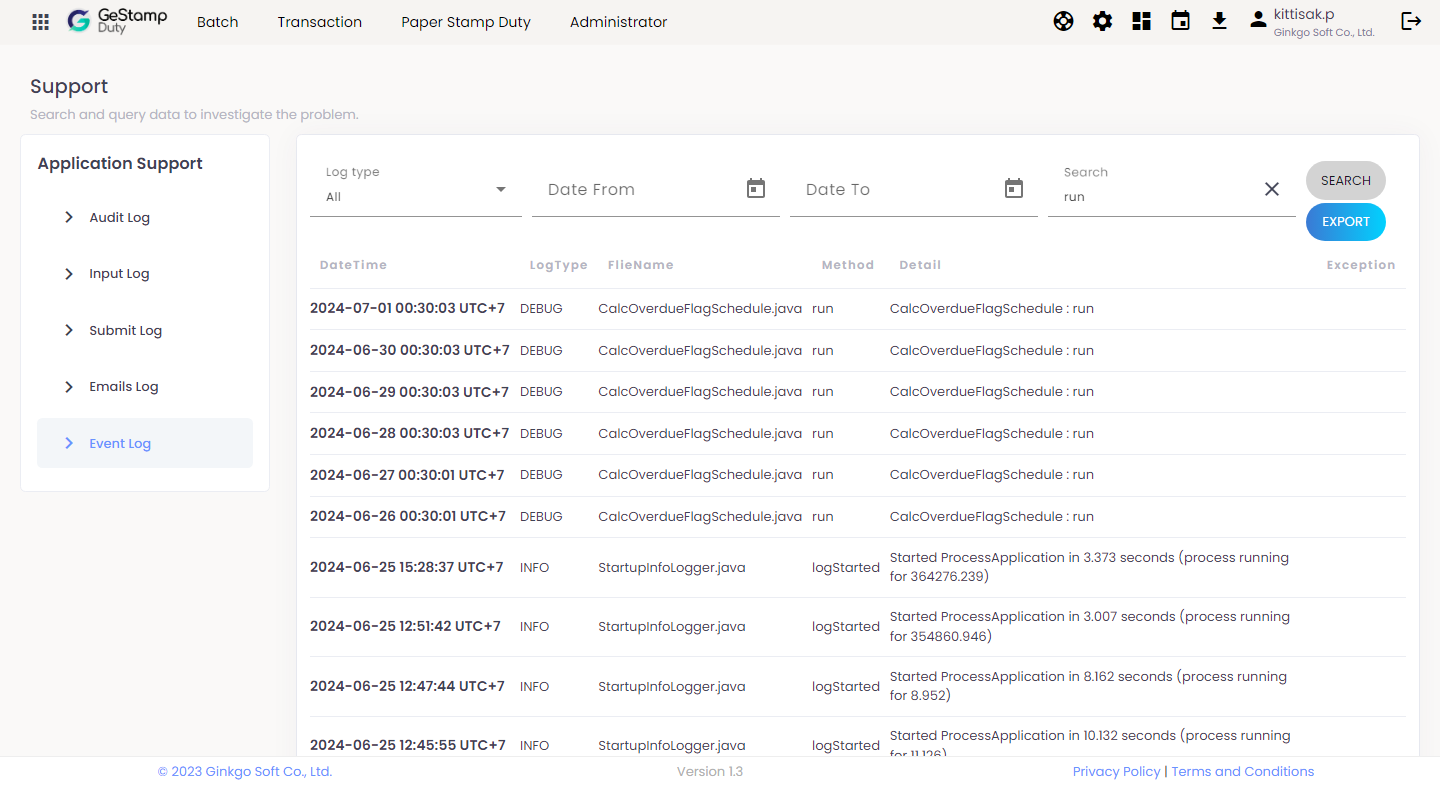 GeStamp
Duty
Batch
Transaction
Paper Stamp Duty
Administrator
kittisak.p
Ginkgo Soft Co., Ltd.
Support
Search and query data to investigate the problem.
Application Support
Audit Log
Input Log
Submit Log
Emails Log
Event Log
Log type
All
Date From
Date To
Search
run
SEARCH
EXPORT
DateTime LogType FlieName Method Detail Exception
2024-07-01 00:30:03 UTC+7 DEBUG CalcOverdueFlagSchedule.java run CalcOverdueFlagSchedule : run
2024-06-30 00:30:03 UTC+7 DEBUG CalcOverdueFlagSchedule.java run CalcOverdueFlagSchedule : run
2024-06-29 00:30:03 UTC+7 DEBUG CalcOverdueFlagSchedule.java run CalcOverdueFlagSchedule : run
2024-06-28 00:30:03 UTC+7 DEBUG CalcOverdueFlagSchedule.java run CalcOverdueFlagSchedule : run
2024-06-27 00:30:01 UTC+7 DEBUG CalcOverdueFlagSchedule.java run CalcOverdueFlagSchedule : run
2024-06-26 00:30:01 UTC+7 DEBUG CalcOverdueFlagSchedule.java run CalcOverdueFlagSchedule : run
2024-06-25 15:28:37 UTC+7 INFO StartupInfoLogger.java logStarted Started ProcessApplication in 3.373 seconds (process running
for 364276.239)
2024-06-25 12:51:42 UTC+7 INFO StartupInfoLogger.java logStarted Started ProcessApplication in 3.007 seconds (process running
for 354860.946)
2024-06-25 12:47:44 UTC+7 INFO StartupInfoLogger.java logStarted Started ProcessApplication in 8.162 seconds (process running
for 8.952)
2024-06-25 12:45:55 UTC+7 INFO StartupInfoLogger.java logStarted Started ProcessApplication in 10.132 seconds (process running
for 11.126)
© 2023 Ginkgo Soft Co., Ltd.
Version 1.3
Privacy Policy | Terms and Conditions